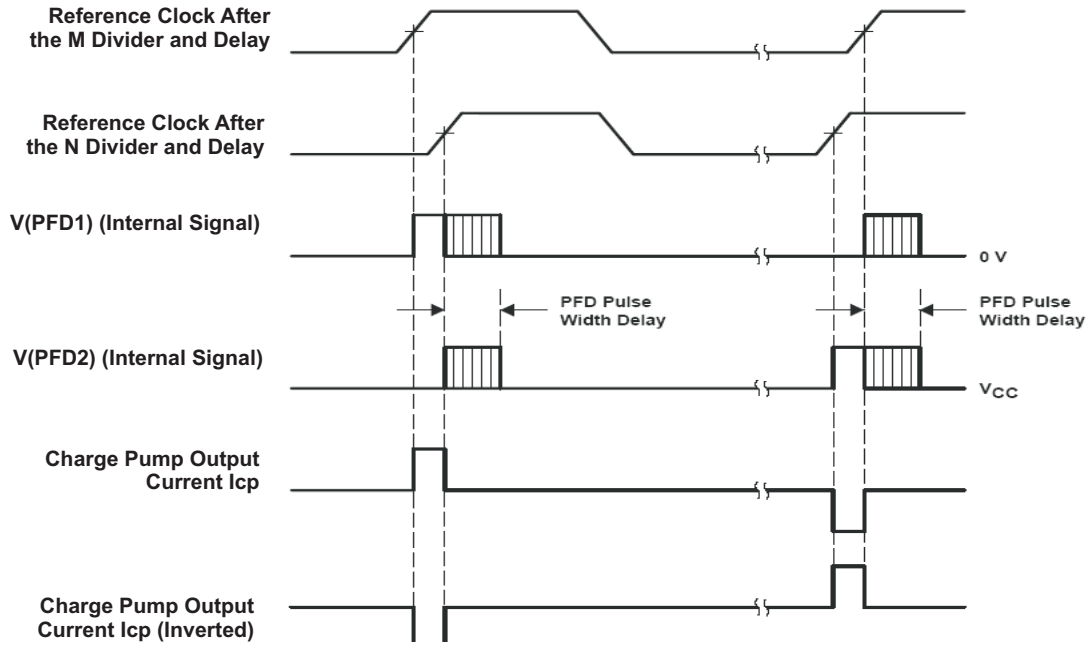 Reference Clock After
the M Divider and Delay
Reference Clock After
the N Divider and Delay
V(PFD1) (Internal Signal)
0 V
PFD Pulse
Width Delay
PFD Pulse
Width Delay
V(PFD2) (Internal Signal)
VCC
Charge Pump Output
Current Icp
Charge Pump Output
Current Icp (Inverted)